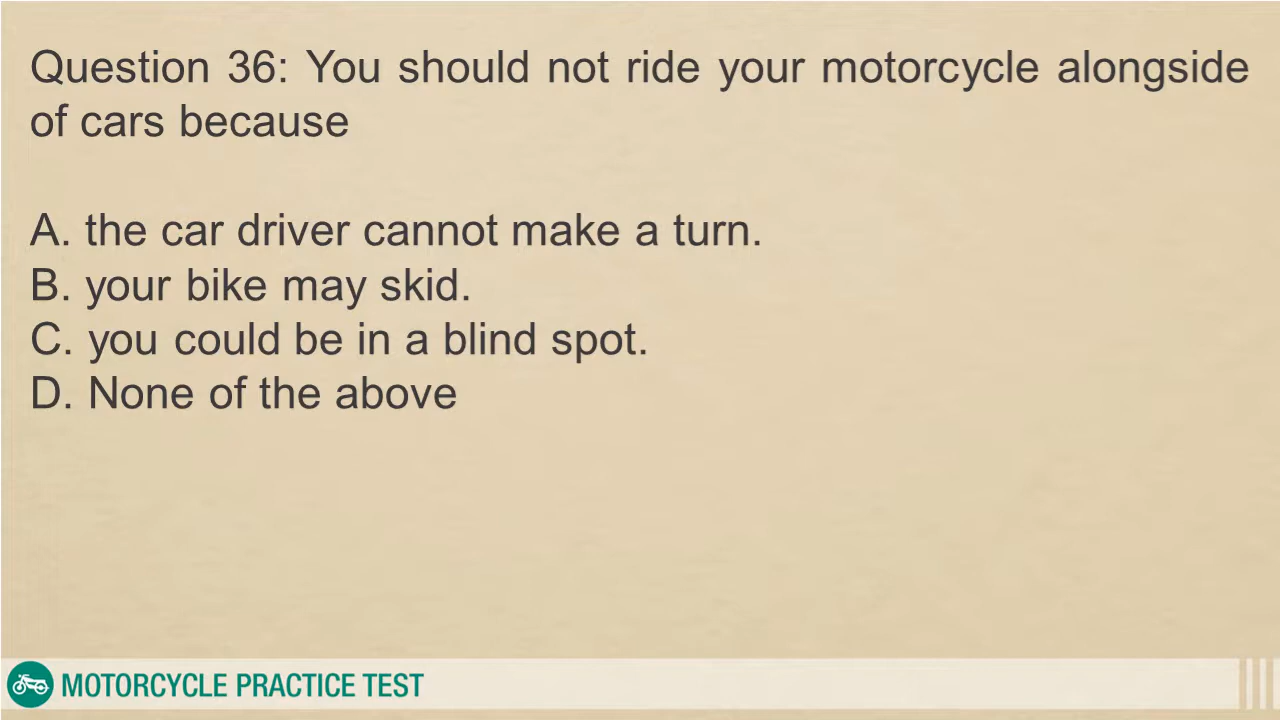 Question 36: You should not ride your motorcycle alongside
of cars because
A. the car driver cannot make a turn.
B. your bike may skid.
C. you could be in a blind spot.
D. None of the above
MOTORCYCLE PRACTICE TEST